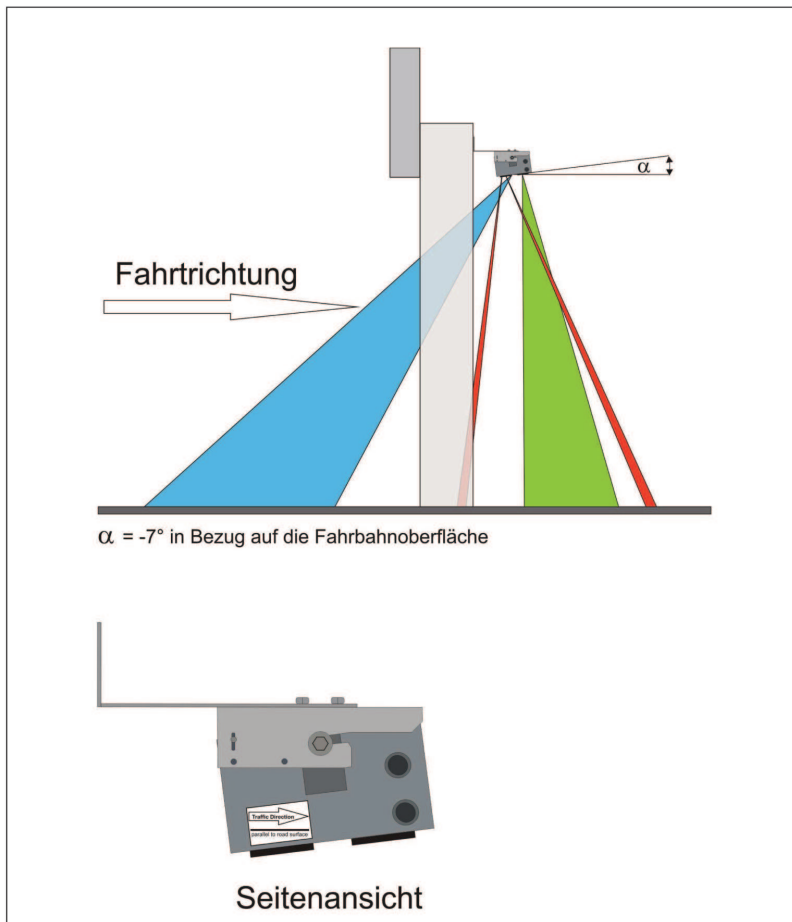 α
Fahrtrichtung
α = -7° in Bezug auf die Fahrbahnoberfläche
Traffic Direction
parallel to road surface
Seitenansicht